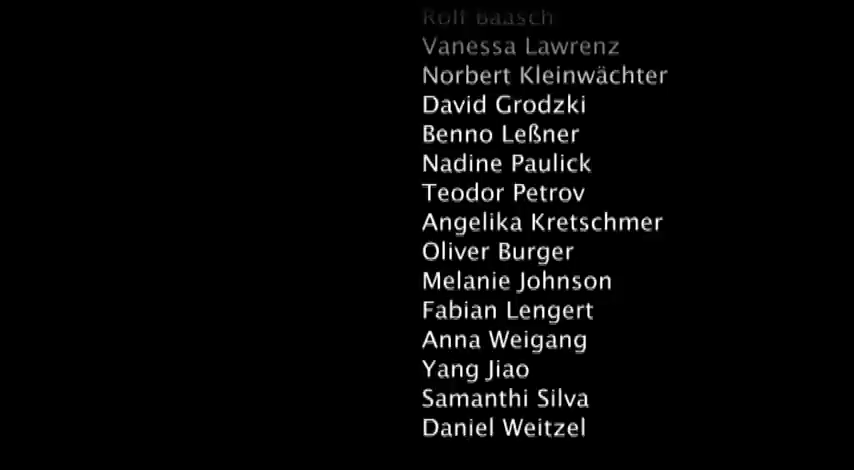 Rolf Baasch
Vanessa Lawrenz
Norbert Kleinwächter
David Grodzki
Benno Leßner
Nadine Paulick
Teodor Petrov
Angelika Kretschmer
Oliver Burger
Melanie Johnson
Fabian Lengert
Anna Weigang
Yang Jiao
Samanthi Silva
Daniel Weitzel